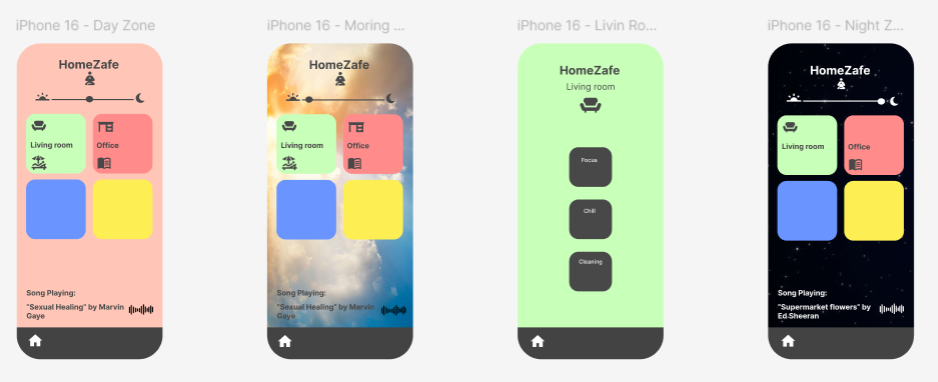 iPhone 16 - Day Zone
HomeZafe
Living room
Office
Song Playing:
"Sexual Healing" by Marvin
Gaye
iPhone 16 - Moring ...
HomeZafe
Living room
Office
Song Playing:
"Sexual Healing" by Marvin
Gaye
iPhone 16 - Livin Ro...
HomeZafe
Living room
Focus
Chill
Cleaning
iPhone 16 - Night Z...
HomeZafe
Living room
Office
Song Playing:
"Supermarket flowers" by
Ed Sheeran